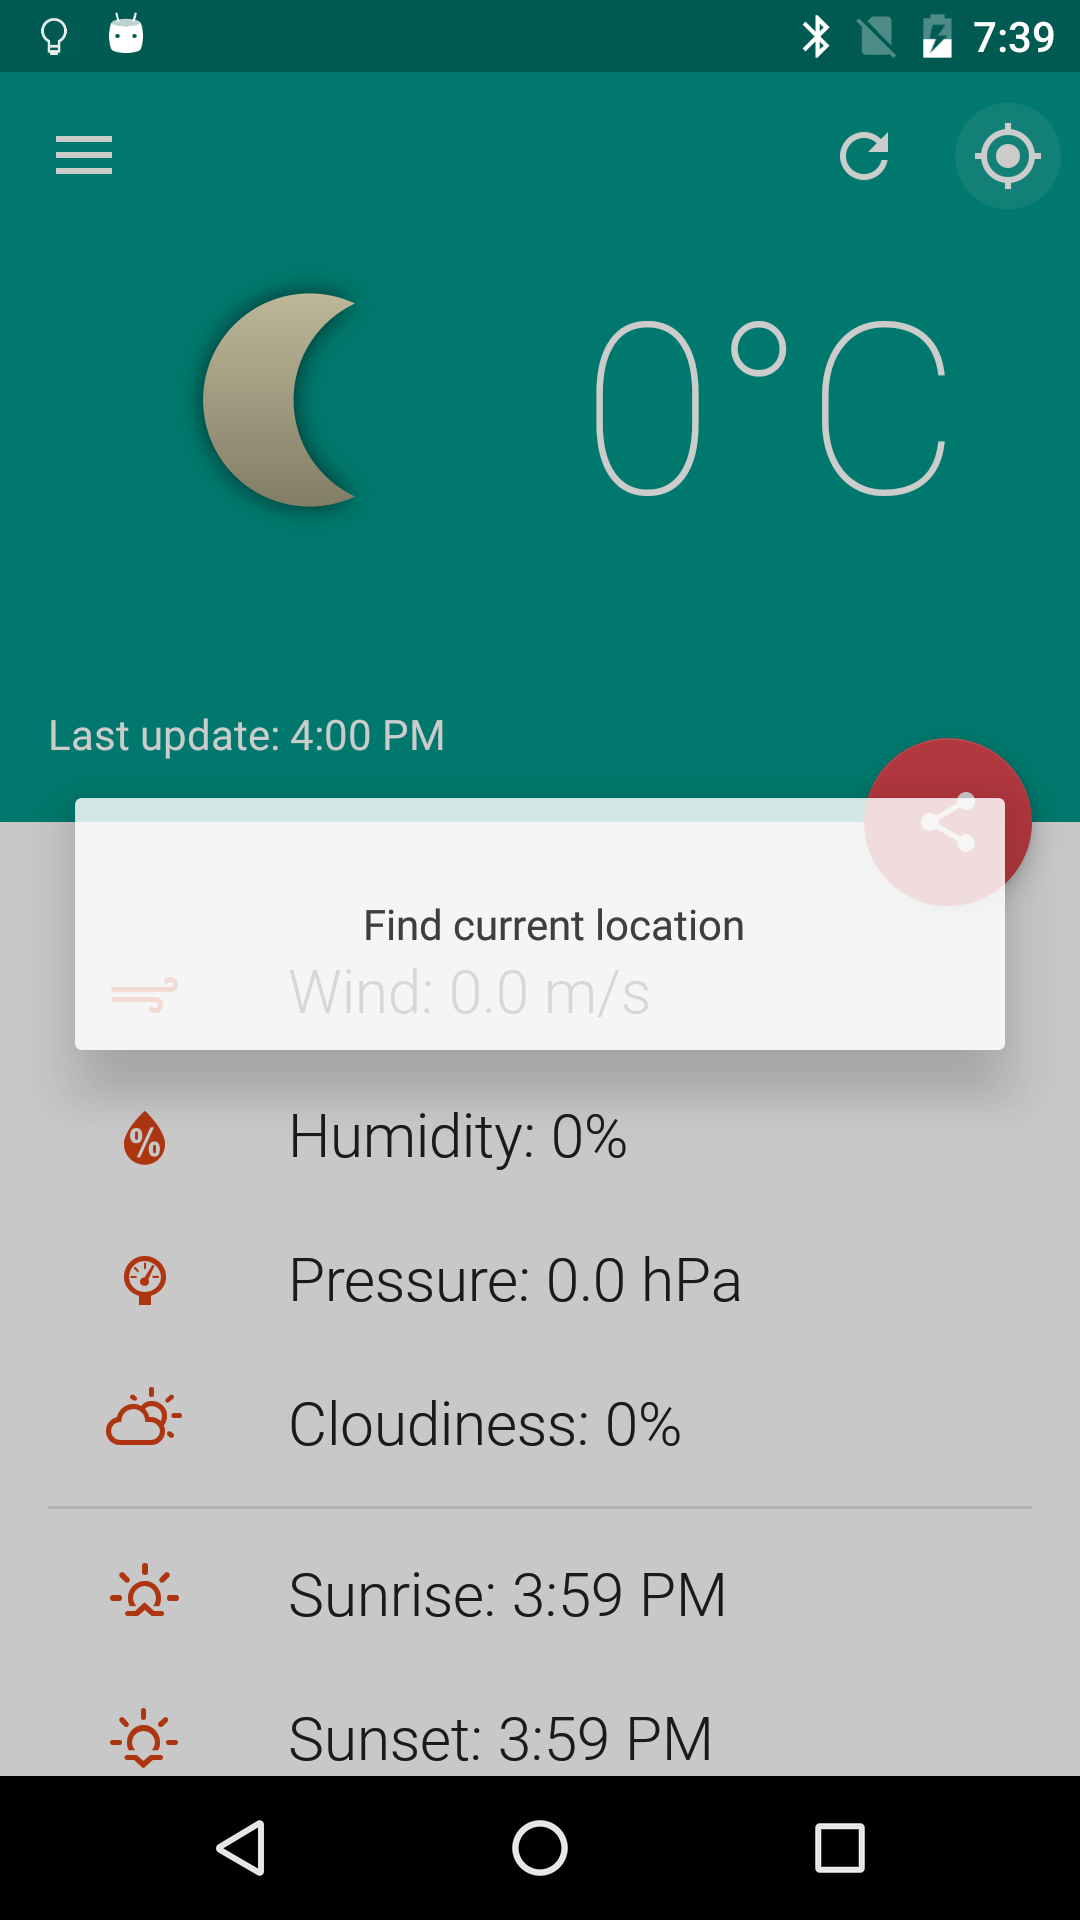 7:39
0°C
Last update: 4:00 PM
Find current location
Wind: 0.0 m/s
%
Humidity: 0%
Pressure: 0.0 hPa
Cloudiness: 0%
Sunrise: 3:59 PM
Sunset: 3:59 PM